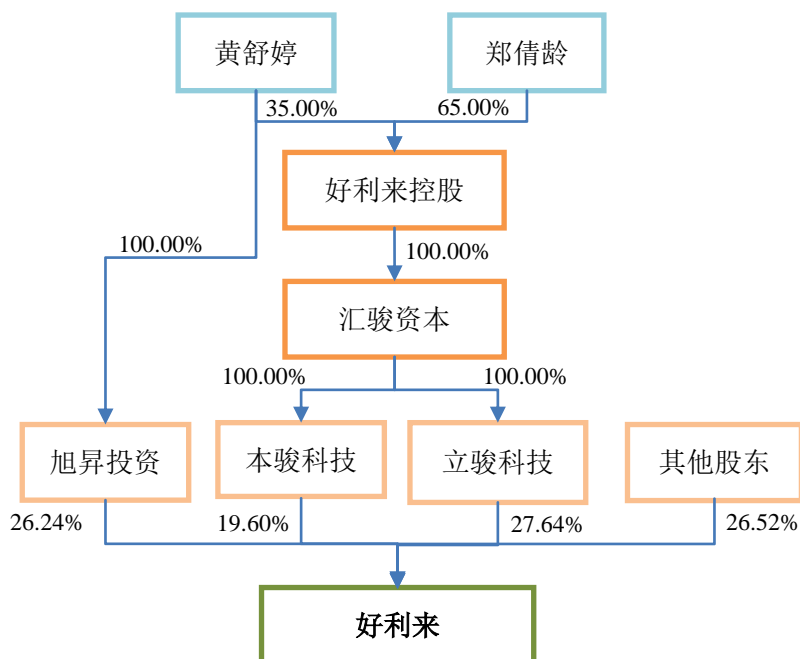 黄舒婷
郑倩龄
35.00%
65.00%
好利来控股
100.00%
100.00%
汇骏资本
100.00%
100.00%
旭昇投资
本骏科技
立骏科技
其他股东
26.24%
19.60%
27.64%
26.52%
好利来